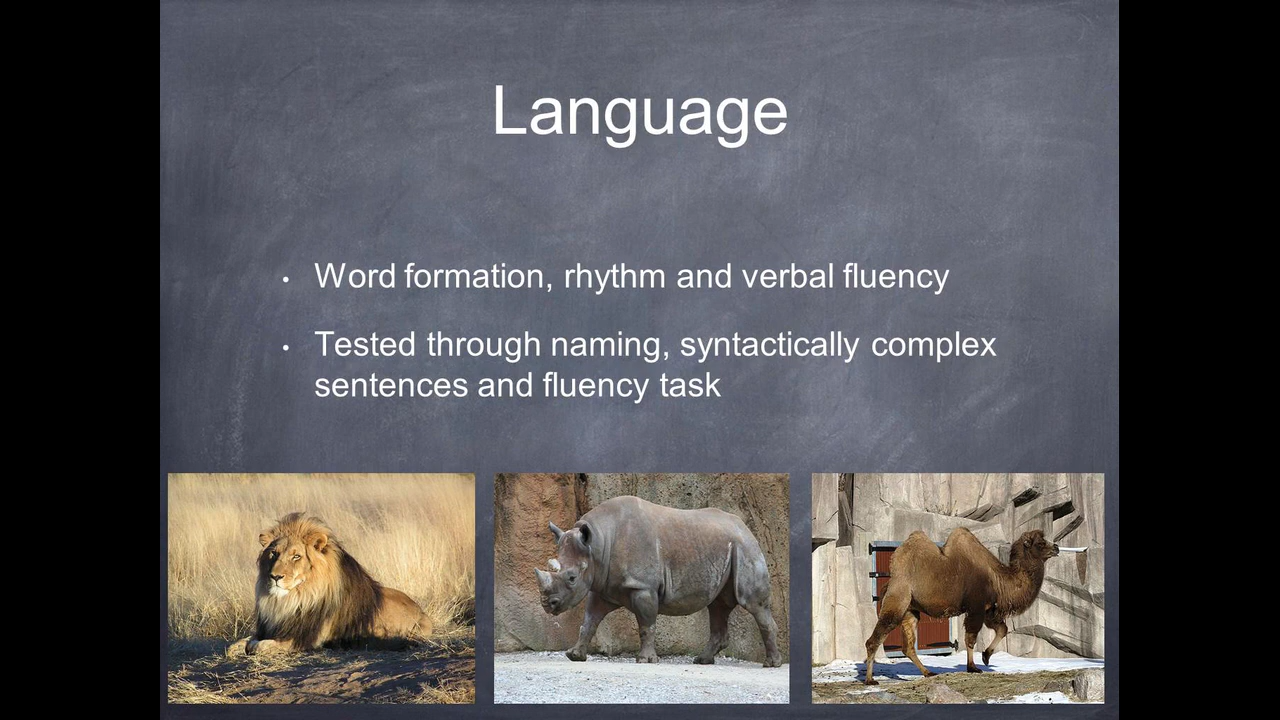 Language
• Word formation, rhythm and verbal fluency
• Tested through naming, syntactically complex
sentences and fluency task